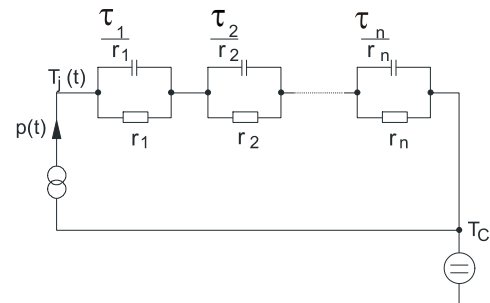 τ1 τ2 τn
r1 r2 rn
Tj (t)
r1 r2 rn
p(t)
TC